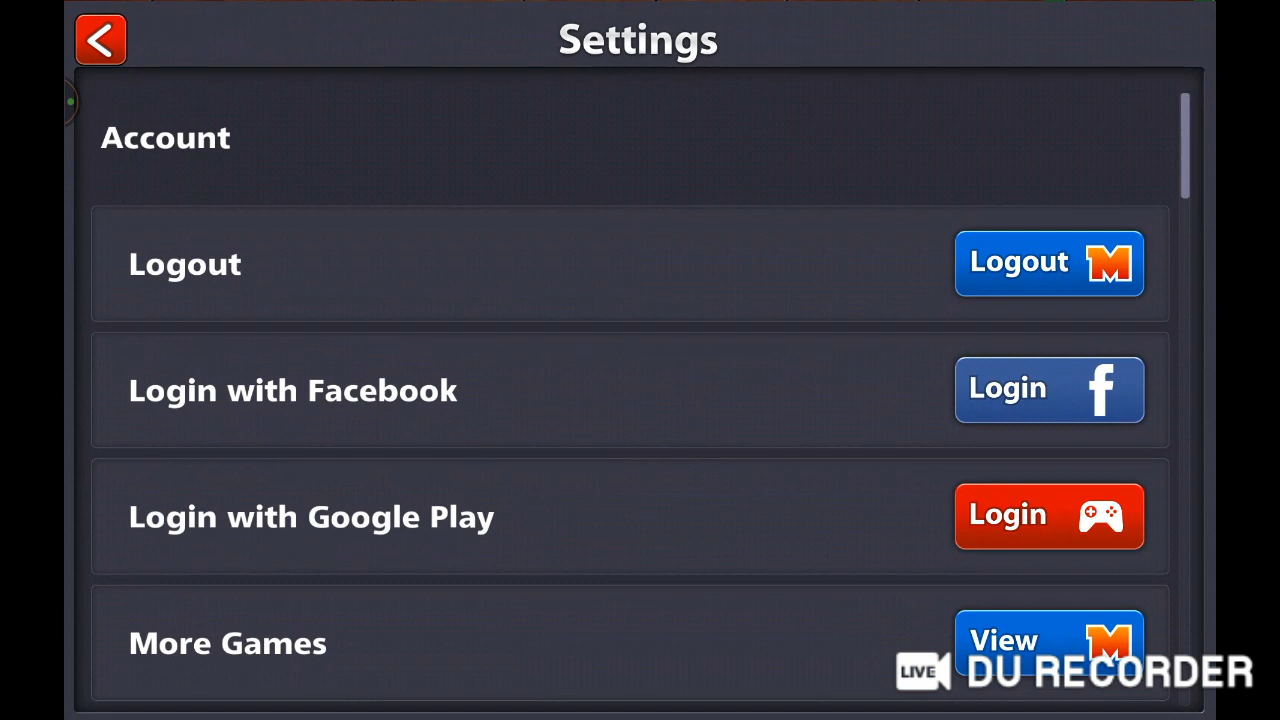 Settings
Account
Logout
Logout M
Login with Facebook
Login f
Login with Google Play
Login
More Games
View M
LIVE DU RECORDER